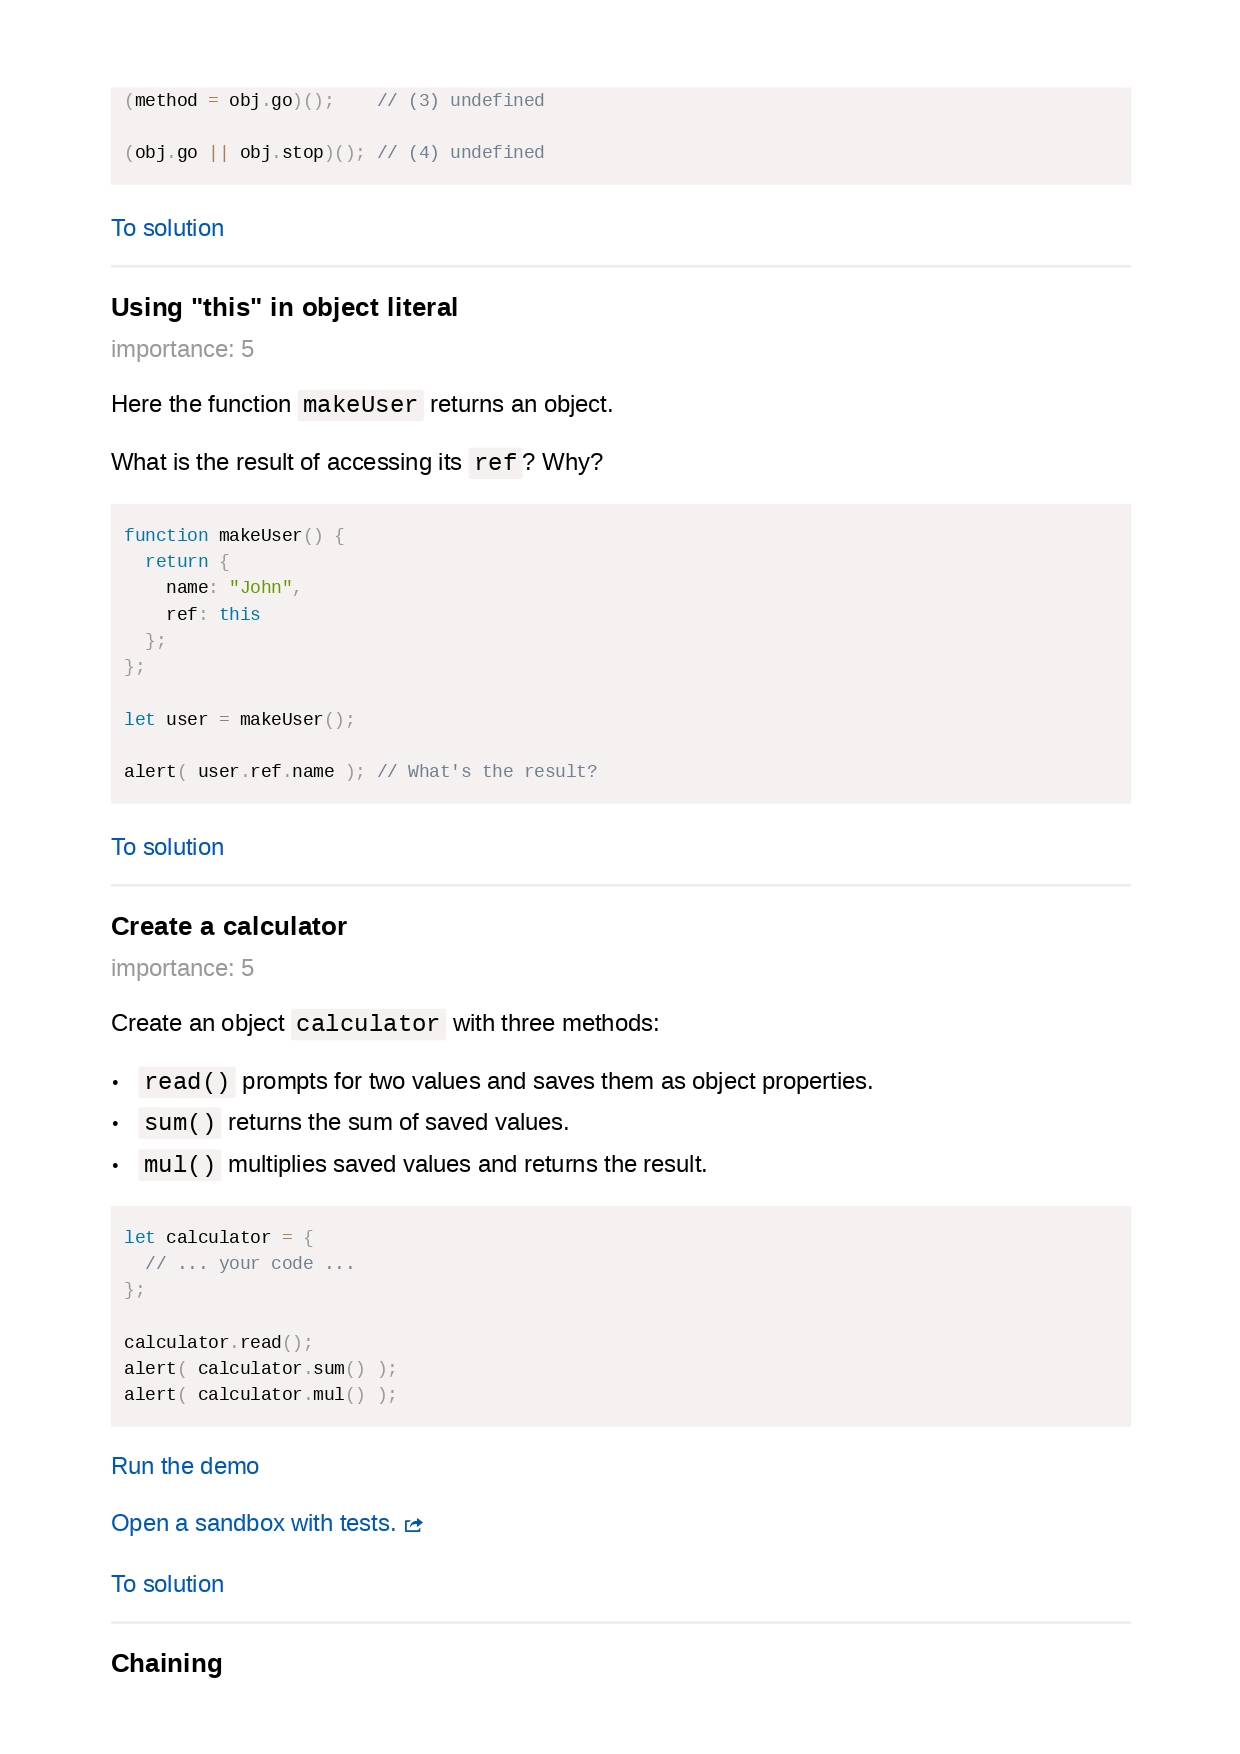 (method = obj.go)();    // (3) undefined
(obj.go || obj.stop)(); // (4) undefined
To solution
Using "this" in object literal
importance: 5
Here the function makeUser returns an object.
What is the result of accessing its ref? Why?
function makeUser() {
  return {
    name: "John",
    ref: this
  };
};
let user = makeUser();
alert( user.ref.name ); // What's the result?
To solution
Create a calculator
importance: 5
Create an object calculator with three methods:
• read() prompts for two values and saves them as object properties.
• sum() returns the sum of saved values.
• mul() multiplies saved values and returns the result.
let calculator = {
  // ... your code ...
};
calculator.read();
alert( calculator.sum() );
alert( calculator.mul() );
Run the demo
Open a sandbox with tests.
To solution
Chaining